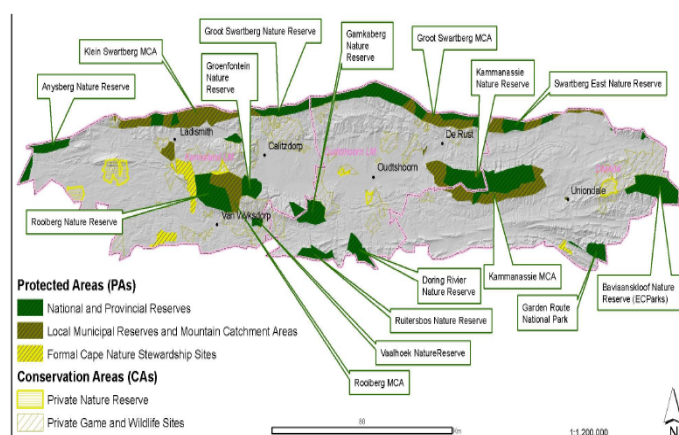 Groot Swartberg Nature Reserve
Gamkaberg
Nature
Reserve
Groot Swartberg MCA
Klein Swartberg MCA
Groenfontein
Nature
Reserve
Kammanassie
Nature Reserve
Swartberg East Nature Reserve
Anysberg Nature Reserve
Ladismith
Calitzdorp
De Rust
Oudtshoorn
Uniondale
Rooiberg Nature Reserve
Van Wyksdorp
Doring Rivier
Nature Reserve
Kammanassie MCA
Baviaanskloof Nature
Reserve (ECParks)
Garden Route
National Park
Ruitersbos Nature Reserve
Vaalhoek NatureReserve
Rooiberg MCA
Protected Areas (PAs)
National and Provincial Reserves
Local Municipal Reserves and Mountain Catchment Areas
Formal Cape Nature Stewardship Sites
Conservation Areas (CAs)
Private Nature Reserve
Private Game and Wildlife Sites
80
Km
1:1,200,000
N